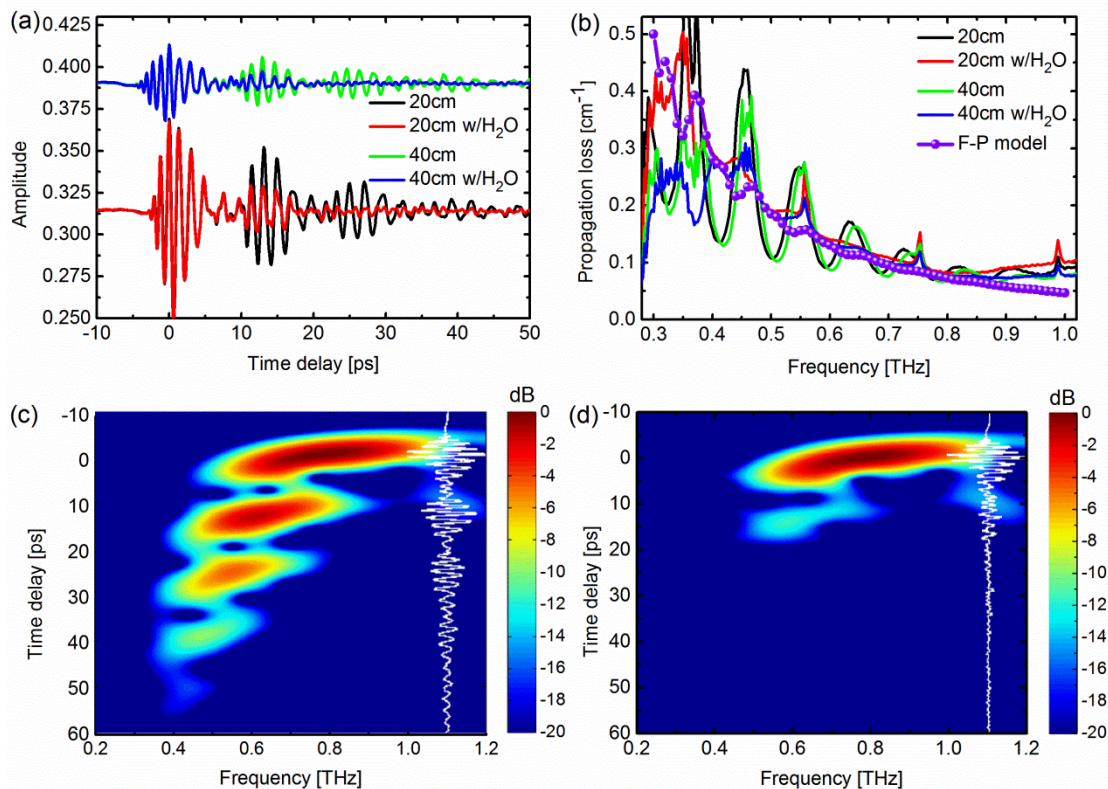 (a)
0.425
0.400
0.375
0.350
0.325
0.300
0.275
0.250
Amplitude
20cm
20cm w/H₂O
40cm
40cm w/H₂O
-10 0 10 20 30 40 50
Time delay [ps]
(b)
0.5
0.4
0.3
0.2
0.1
0.0
Propagation loss [cm⁻¹]
20cm
20cm w/H₂O
40cm
40cm w/H₂O
F-P model
0.3 0.4 0.5 0.6 0.7 0.8 0.9 1.0
Frequency [THz]
(c)
-10
0
10
20
30
40
50
60
Time delay [ps]
0.2 0.4 0.6 0.8 1.0 1.2
Frequency [THz]
dB
0
-2
-4
-6
-8
-10
-12
-14
-16
-18
-20
(d)
-10
0
10
20
30
40
50
60
Time delay [ps]
0.2 0.4 0.6 0.8 1.0 1.2
Frequency [THz]
dB
0
-2
-4
-6
-8
-10
-12
-14
-16
-18
-20